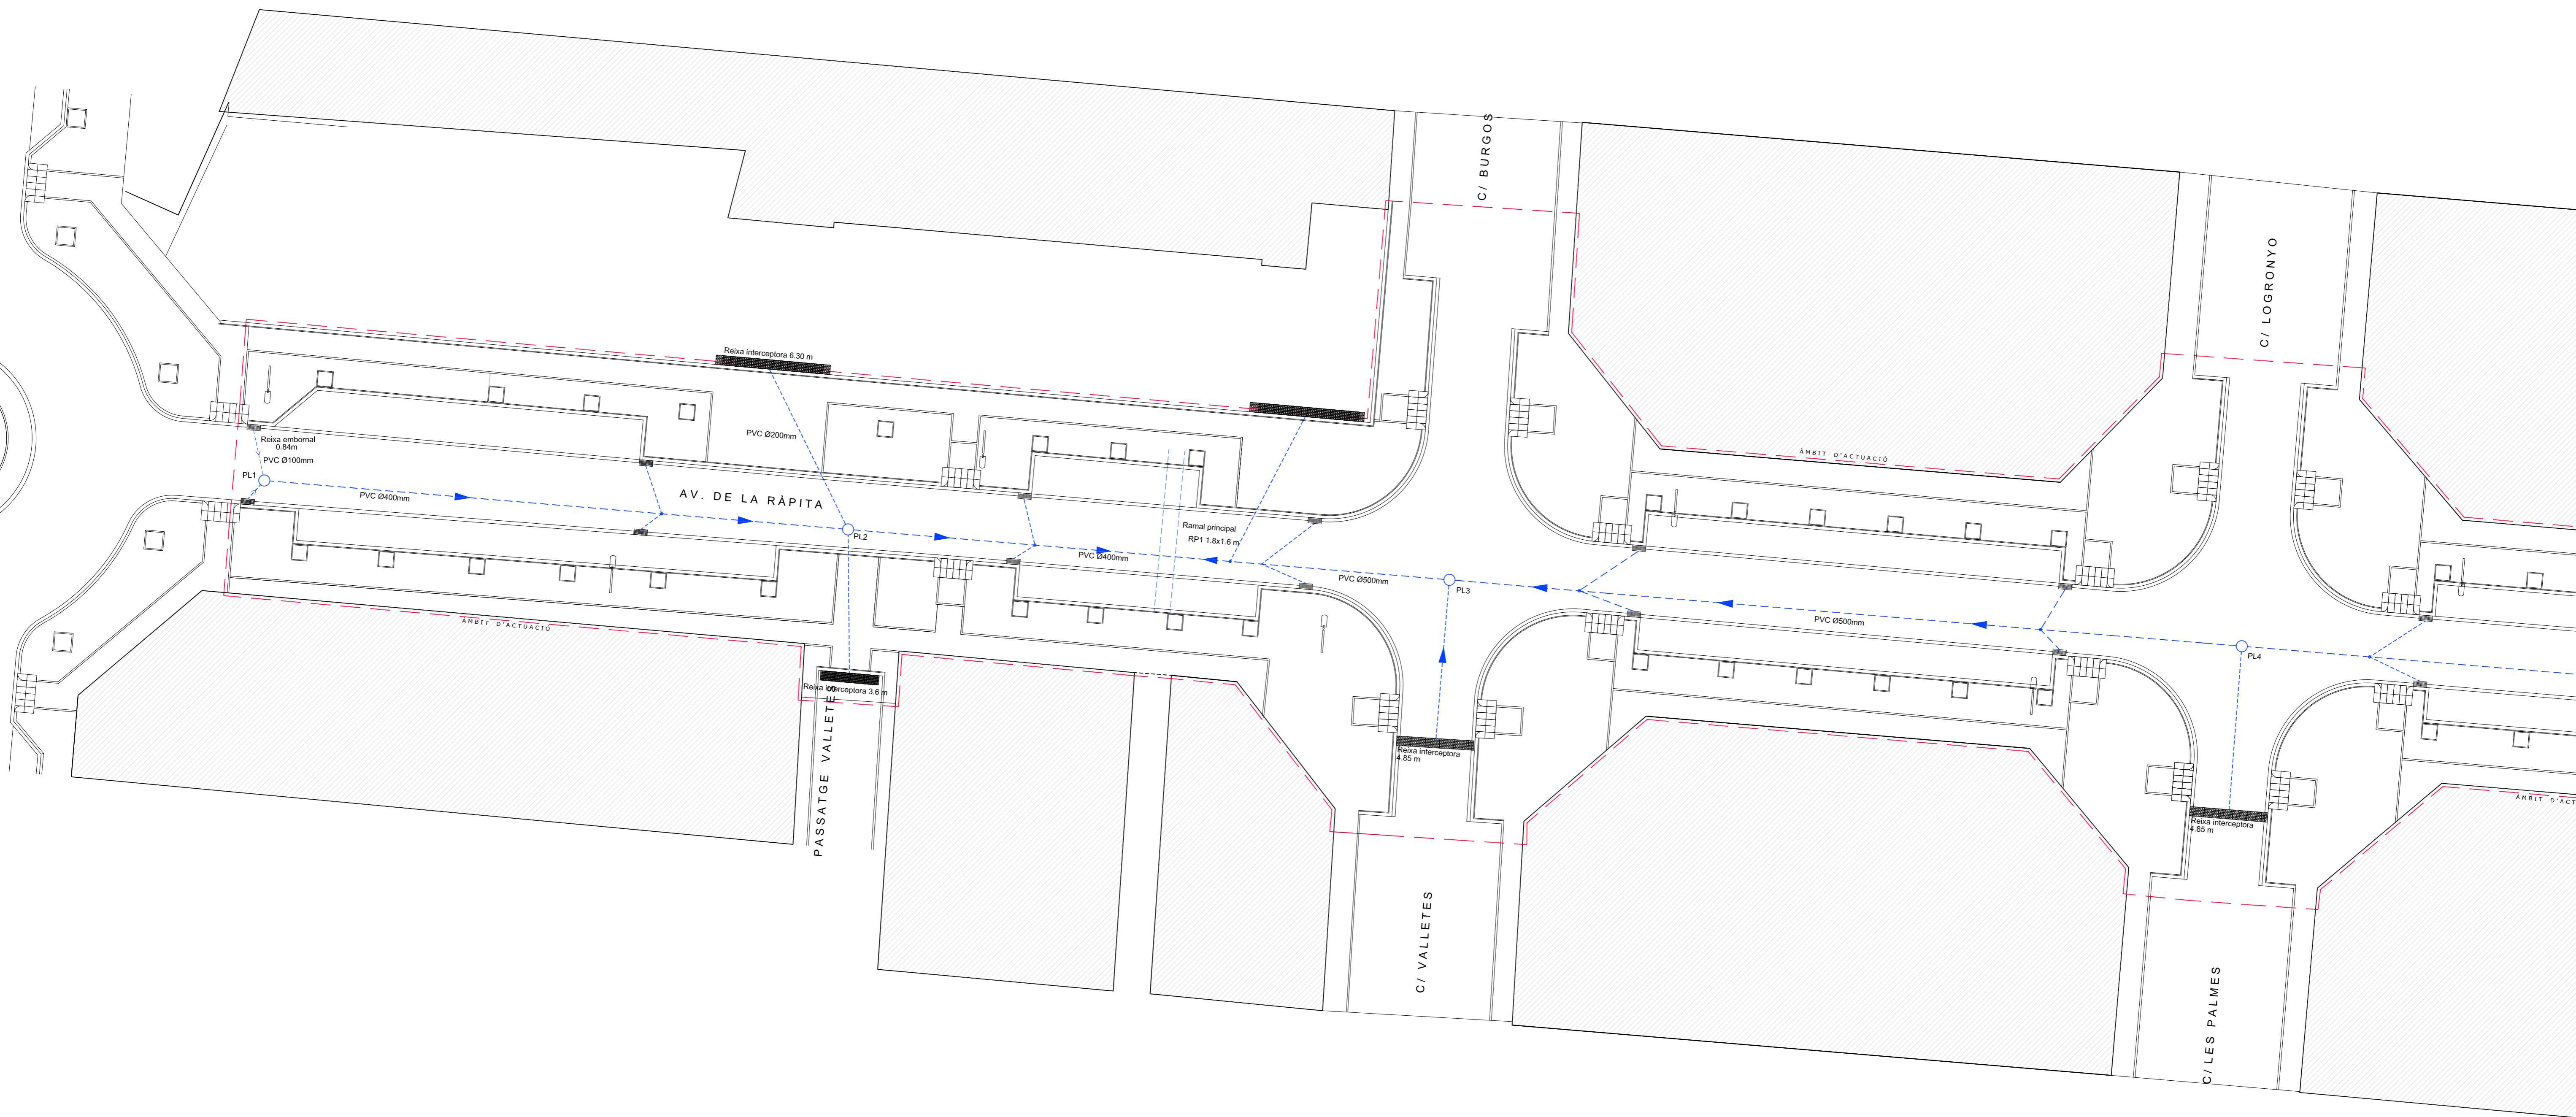 C/ BURGOS
C/ LOGRONYO
Reixa interceptora 6.30 m
Reixa embornal
0.84m
PVC Ø100mm
PL1
PVC Ø400mm
PVC Ø200mm
AV. DE LA RÀPITA
PL2
Ramal principal
RP1 1.8x1.6 m
PVC Ø400mm
PVC Ø500mm
PL3
ÀMBIT D'ACTUACIÓ
PVC Ø500mm
PL4
ÀMBIT D'ACTUACIÓ
Reixa interceptora 3.6 m
PASSATGE VALLETES
Reixa interceptora
4.85 m
C/ VALLETES
Reixa interceptora
4.85 m
C/ LES PALMES
ÀMBIT D'ACT